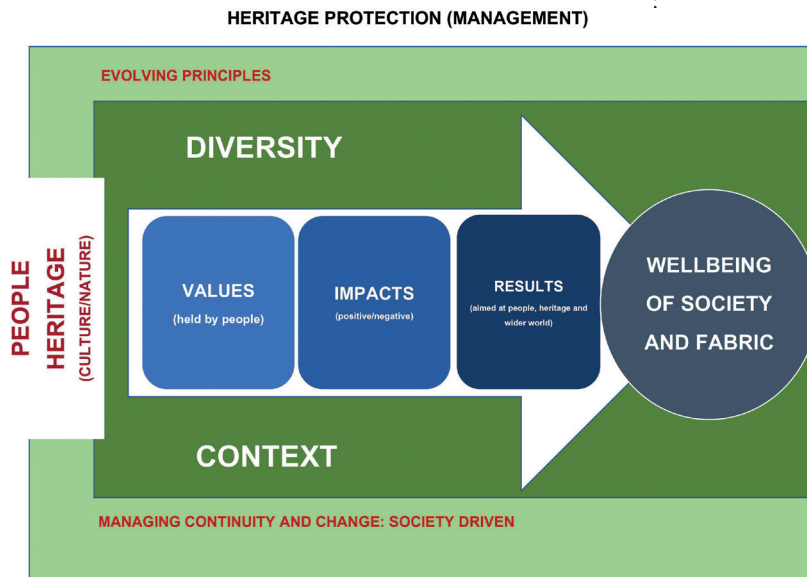 HERITAGE PROTECTION (MANAGEMENT)
EVOLVING PRINCIPLES
DIVERSITY
PEOPLE
HERITAGE
(CULTURE/NATURE)
VALUES
(held by people)
IMPACTS
(positive/negative)
RESULTS
(aimed at people, heritage and
wider world)
WELLBEING
OF SOCIETY
AND FABRIC
CONTEXT
MANAGING CONTINUITY AND CHANGE: SOCIETY DRIVEN